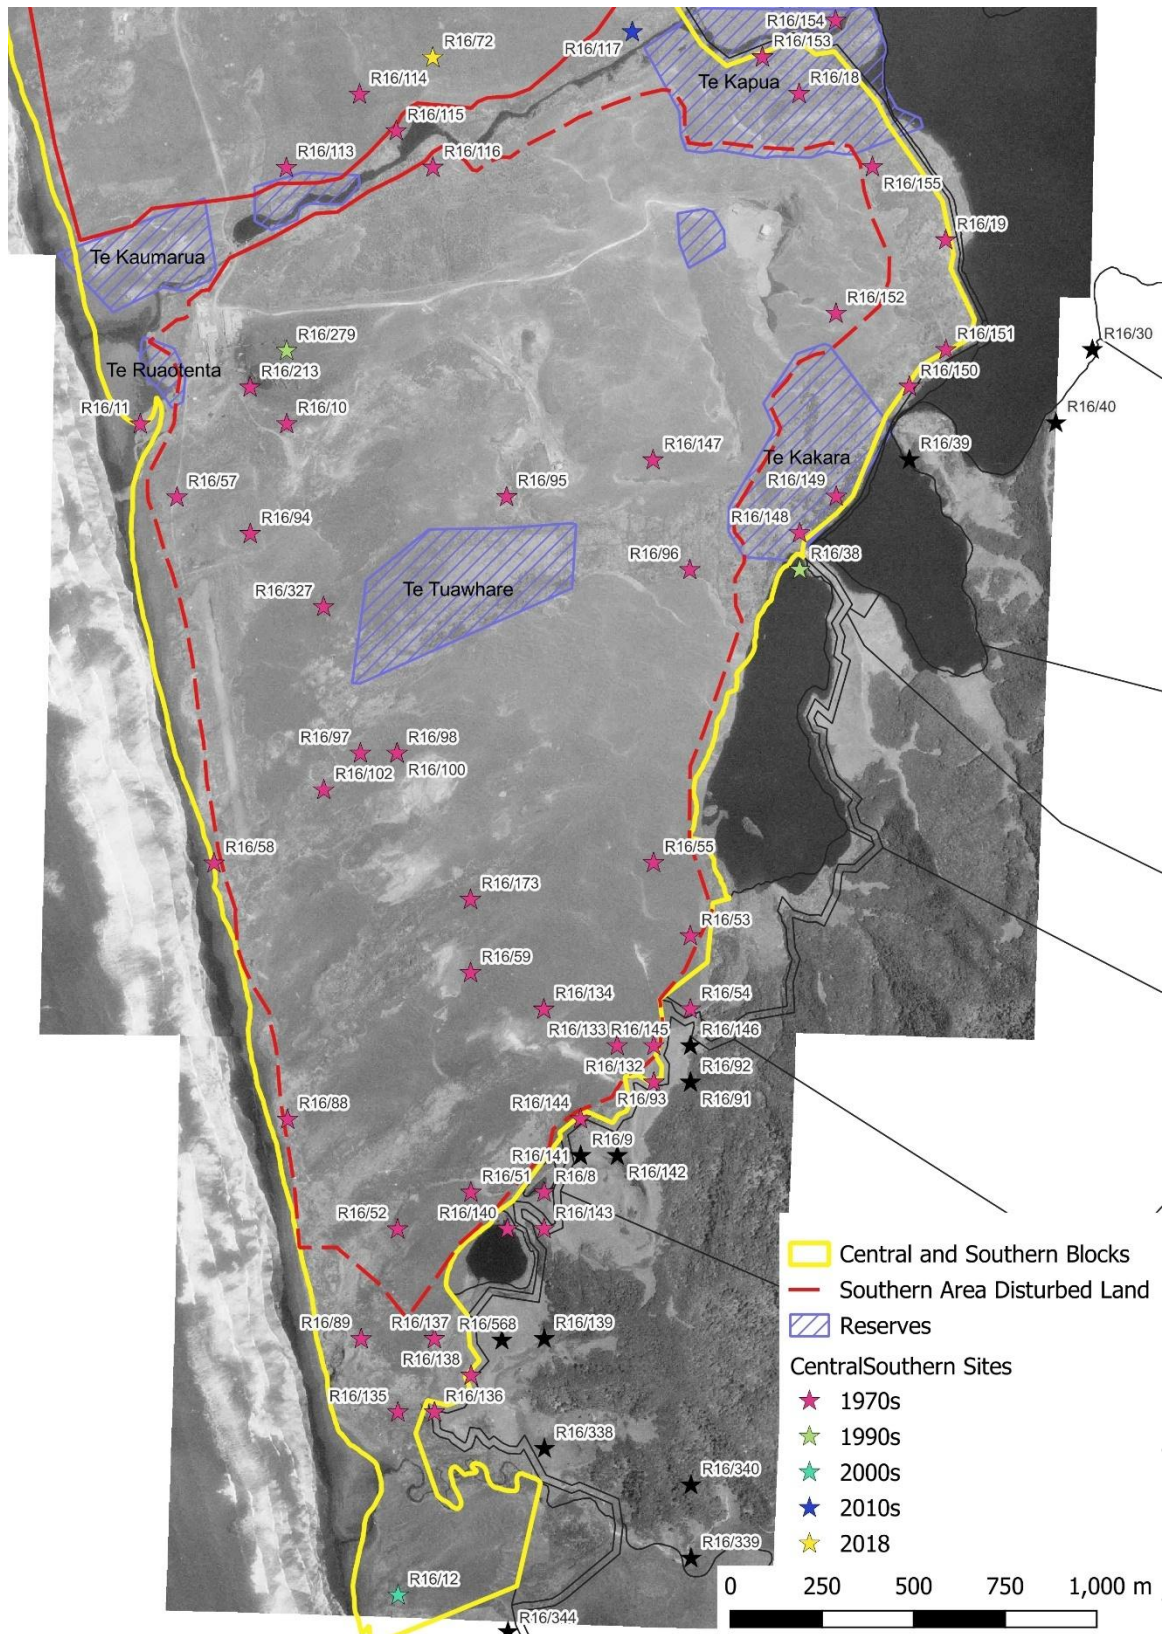 R16/154
R16/72
R16/117
R16/153
Te Kapua
R16/18
R16/114
R16/115
R16/113
R16/116
R16/155
R16/19
Te Kaumarua
R16/152
R16/279
R16/151
R16/30
Te Ruaotenta
R16/213
R16/150
R16/11
R16/10
R16/40
R16/147
Te Kakara
R16/39
R16/57
R16/95
R16/149
R16/94
R16/148
R16/96
R16/38
Te Tuawhare
R16/327
R16/97
R16/98
R16/102
R16/100
R16/58
R16/55
R16/173
R16/53
R16/59
R16/134
R16/54
R16/133
R16/145
R16/146
R16/132
R16/92
R16/93
R16/91
R16/88
R16/144
R16/9
R16/141
R16/142
R16/51
R16/8
R16/52
R16/140
R16/143
R16/89
R16/137
R16/568
R16/139
R16/138
R16/135
R16/136
R16/338
R16/340
R16/339
R16/12
R16/344
Central and Southern Blocks
Southern Area Disturbed Land
Reserves
CentralSouthern Sites
1970s
1990s
2000s
2010s
2018
0 250 500 750 1,000 m